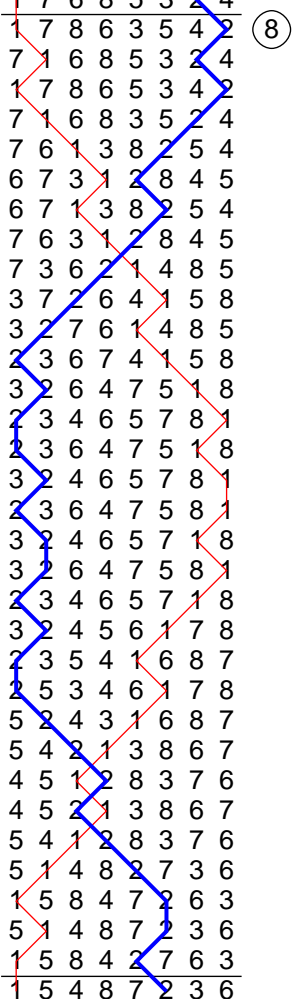 1 7 6 8 5 3 2 4
1 7 8 6 3 5 4 2 8
7 1 6 8 5 3 2 4
1 7 8 6 5 3 4 2
7 1 6 8 3 5 2 4
7 6 1 3 8 2 5 4
6 7 3 1 2 8 4 5
6 7 1 3 8 2 5 4
7 6 3 1 2 8 4 5
7 3 6 2 1 4 8 5
3 7 2 6 4 1 5 8
3 2 7 6 1 4 8 5
2 3 6 7 4 1 5 8
3 2 6 4 7 5 1 8
2 3 4 6 5 7 8 1
2 3 6 4 7 5 1 8
3 2 4 6 5 7 8 1
2 3 6 4 7 5 8 1
3 2 4 6 5 7 1 8
3 2 6 4 7 5 8 1
2 3 4 6 5 7 1 8
3 2 4 5 6 1 7 8
2 3 5 4 1 6 8 7
2 5 3 4 6 1 7 8
5 2 4 3 1 6 8 7
5 4 2 1 3 8 6 7
4 5 1 2 8 3 7 6
4 5 2 1 3 8 6 7
5 4 1 2 8 3 7 6
5 1 4 8 2 7 3 6
1 5 8 4 7 2 6 3
5 1 4 8 7 2 3 6
1 5 8 4 2 7 6 3
1 5 4 8 7 2 3 6